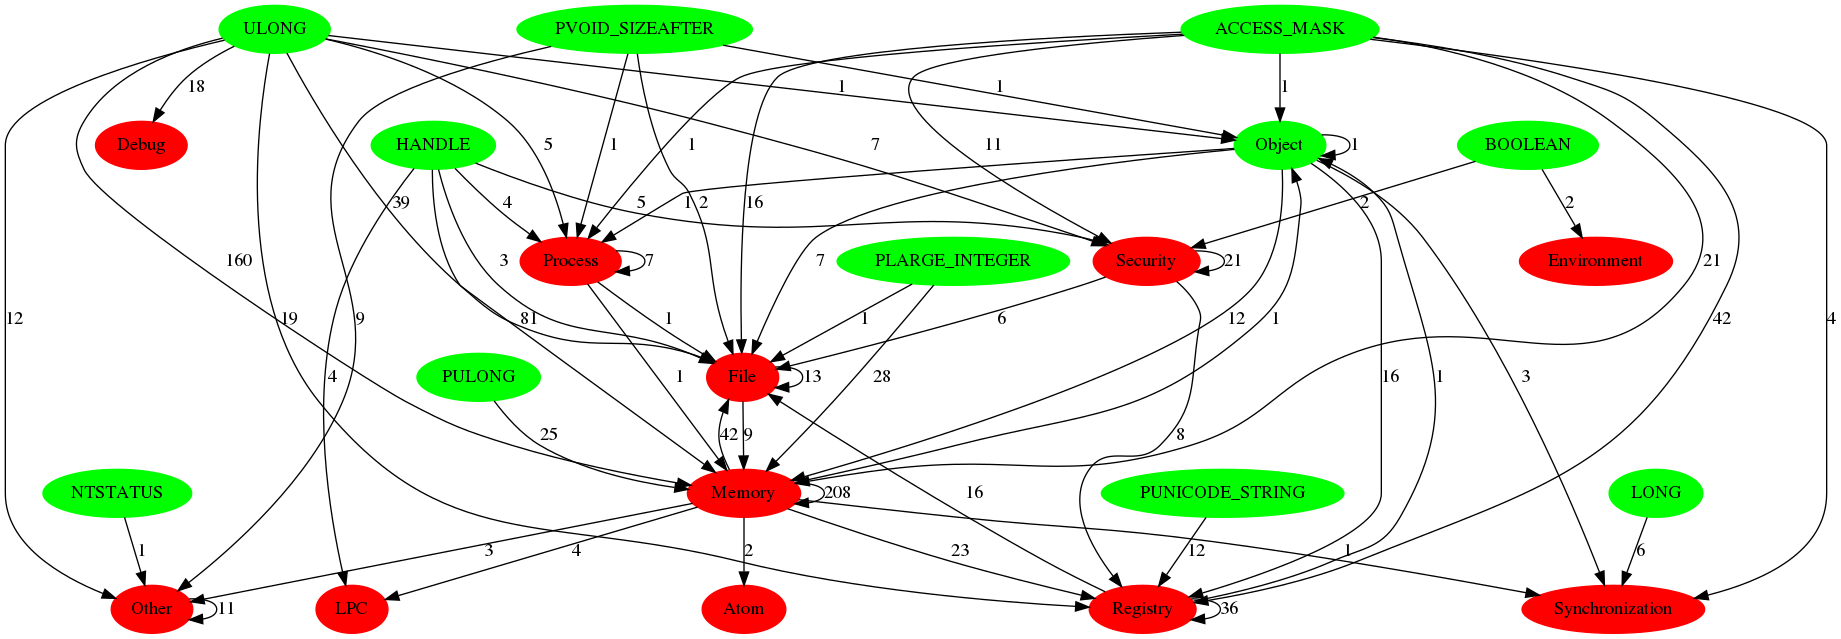 ULONG
PVOID_SIZEAFTER
ACCESS_MASK
18
1
1
1
Debug
HANDLE
5
1
1
7
11
Object
1
BOOLEAN
39
4
5
1
2
16
2
2
160
Process
7
3
7
PLARGE_INTEGER
Security
21
Environment
21
12
19
9
81
1
1
6
12
1
42
4
4
PULONG
1
File
13
28
16
1
3
25
42
9
8
NTSTATUS
Memory
208
16
PUNICODE_STRING
LONG
1
3
4
2
23
12
1
6
Other
11
LPC
Atom
Registry
36
Synchronization